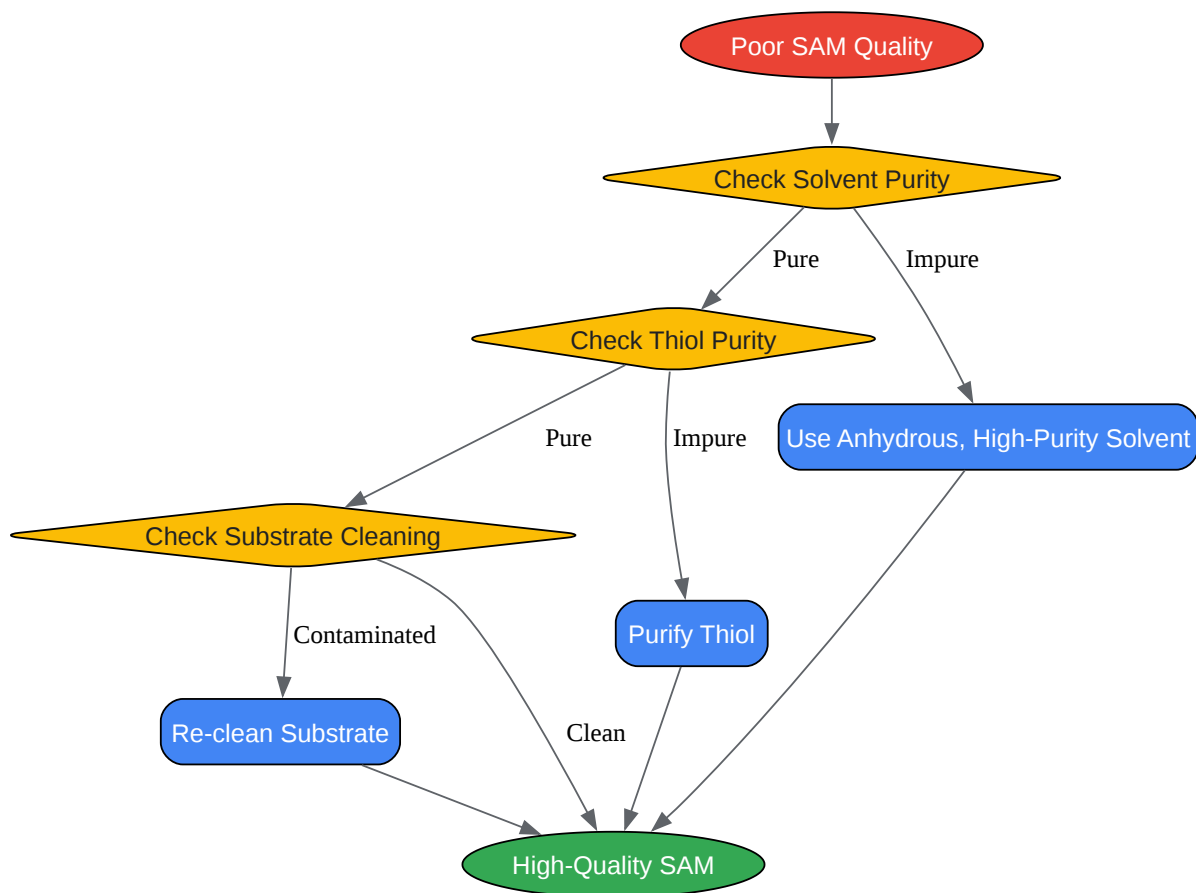 Poor SAM Quality
Check Solvent Purity
Pure
Impure
Check Thiol Purity
Pure
Impure
Use Anhydrous, High-Purity Solvent
Check Substrate Cleaning
Contaminated
Purify Thiol
Re-clean Substrate
Clean
High-Quality SAM